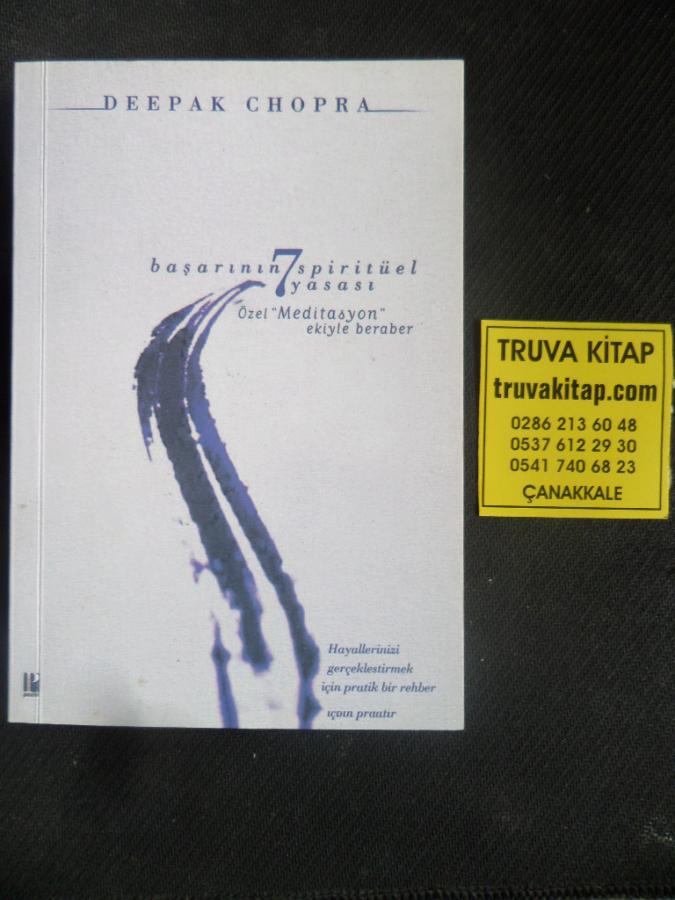 DEEPAK CHOPRA
başarının 7 spiritüel
yasası
Özel "Meditasyon"
ekiyle beraber
Hayallerinizi
gerçeklestirmek
için pratik bir rehber
TRUVA KİTAP
truvakitap.com
0286 213 60 48
0537 612 29 30
0541 740 68 23
ÇANAKKALE